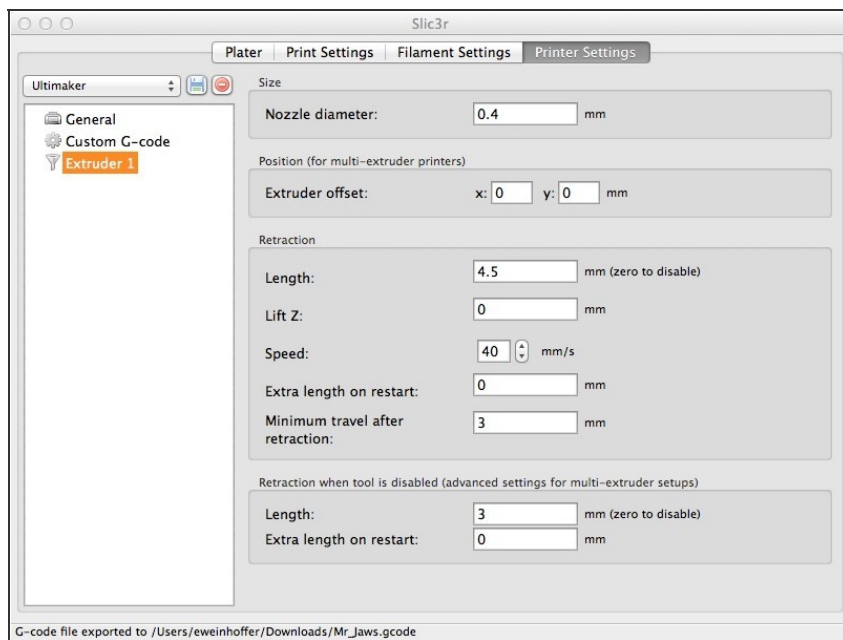 Slic3r
Plater Print Settings Filament Settings Printer Settings
Ultimaker
General
Custom G-code
Extruder 1
Size
Nozzle diameter: 0.4 mm
Position (for multi-extruder printers)
Extruder offset: x: 0 y: 0 mm
Retraction
Length: 4.5 mm (zero to disable)
Lift Z: 0 mm
Speed: 40 mm/s
Extra length on restart: 0 mm
Minimum travel after
retraction: 3 mm
Retraction when tool is disabled (advanced settings for multi-extruder setups)
Length: 3 mm (zero to disable)
Extra length on restart: 0 mm
G-code file exported to /Users/eweinhoffer/Downloads/Mr_Jaws.gcode